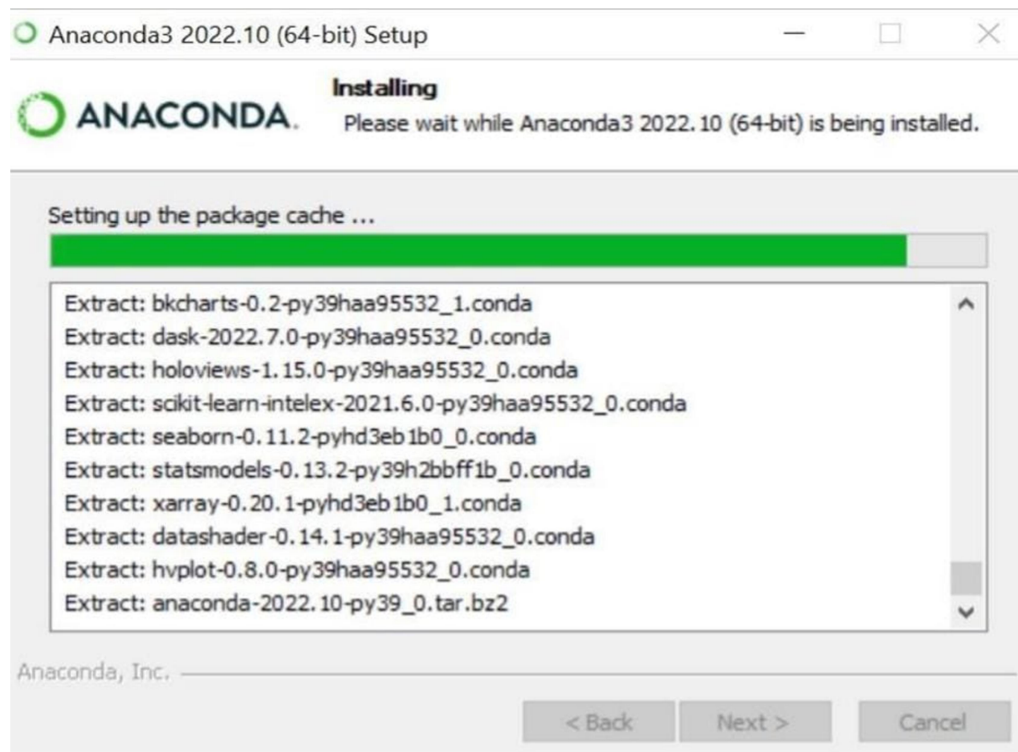 Anaconda3 2022.10 (64-bit) Setup
ANACONDA.
Installing
Please wait while Anaconda3 2022.10 (64-bit) is being installed.
Setting up the package cache ...
Extract: bkcharts-0.2-py39haa95532_1.conda
Extract: dask-2022.7.0-py39haa95532_0.conda
Extract: holoviews-1.15.0-py39haa95532_0.conda
Extract: scikit-learn-intelex-2021.6.0-py39haa95532_0.conda
Extract: seaborn-0.11.2-pyhd3eb1b0_0.conda
Extract: statsmodels-0.13.2-py39h2bbff1b_0.conda
Extract: xarray-0.20.1-pyhd3eb1b0_1.conda
Extract: datashader-0.14.1-py39haa95532_0.conda
Extract: hvplot-0.8.0-py39haa95532_0.conda
Extract: anaconda-2022.10-py39_0.tar.bz2
Anaconda, Inc.
< Back
Next >
Cancel